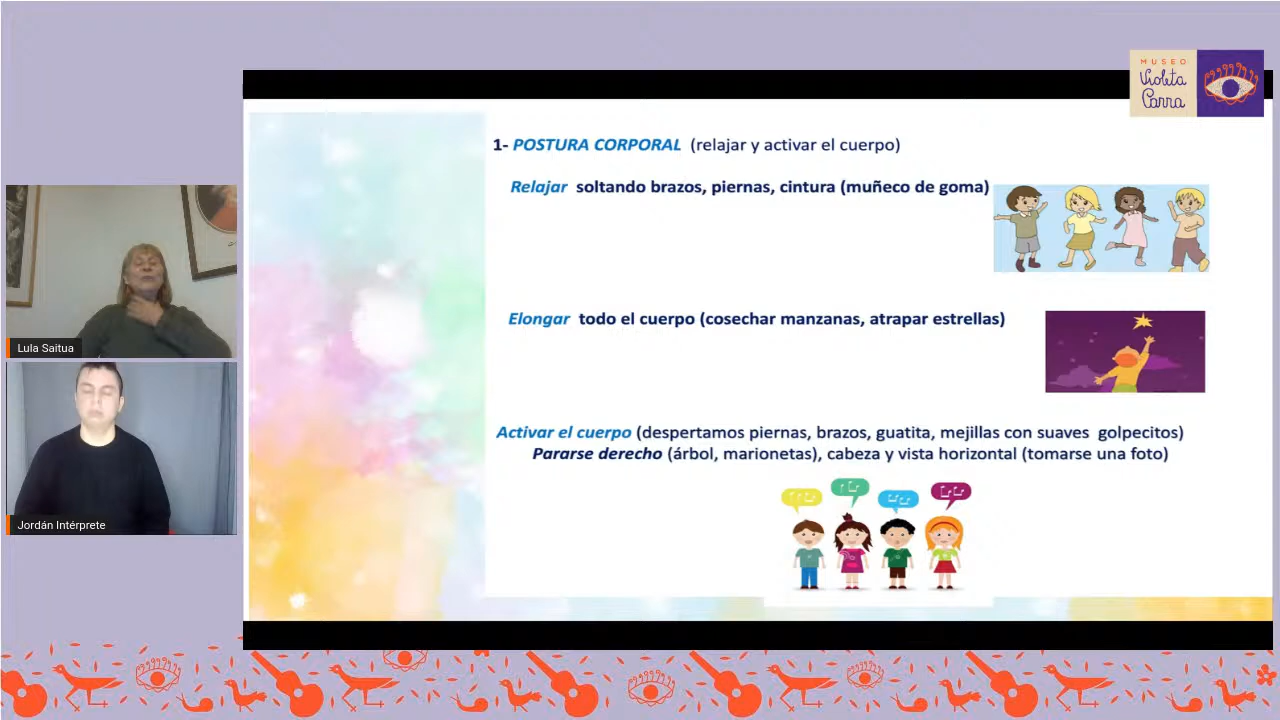 MUSEO
Violeta
Parra
1- POSTURA CORPORAL (relajar y activar el cuerpo)
Relajar soltando brazos, piernas, cintura (muñeco de goma)
Elongar todo el cuerpo (cosechar manzanas, atrapar estrellas)
Lula Saitua
Activar el cuerpo (despertamos piernas, brazos, guatita, mejillas con suaves golpecitos)
Pararse derecho (árbol, marionetas), cabeza y vista horizontal (tomarse una foto)
Jordán Intérprete